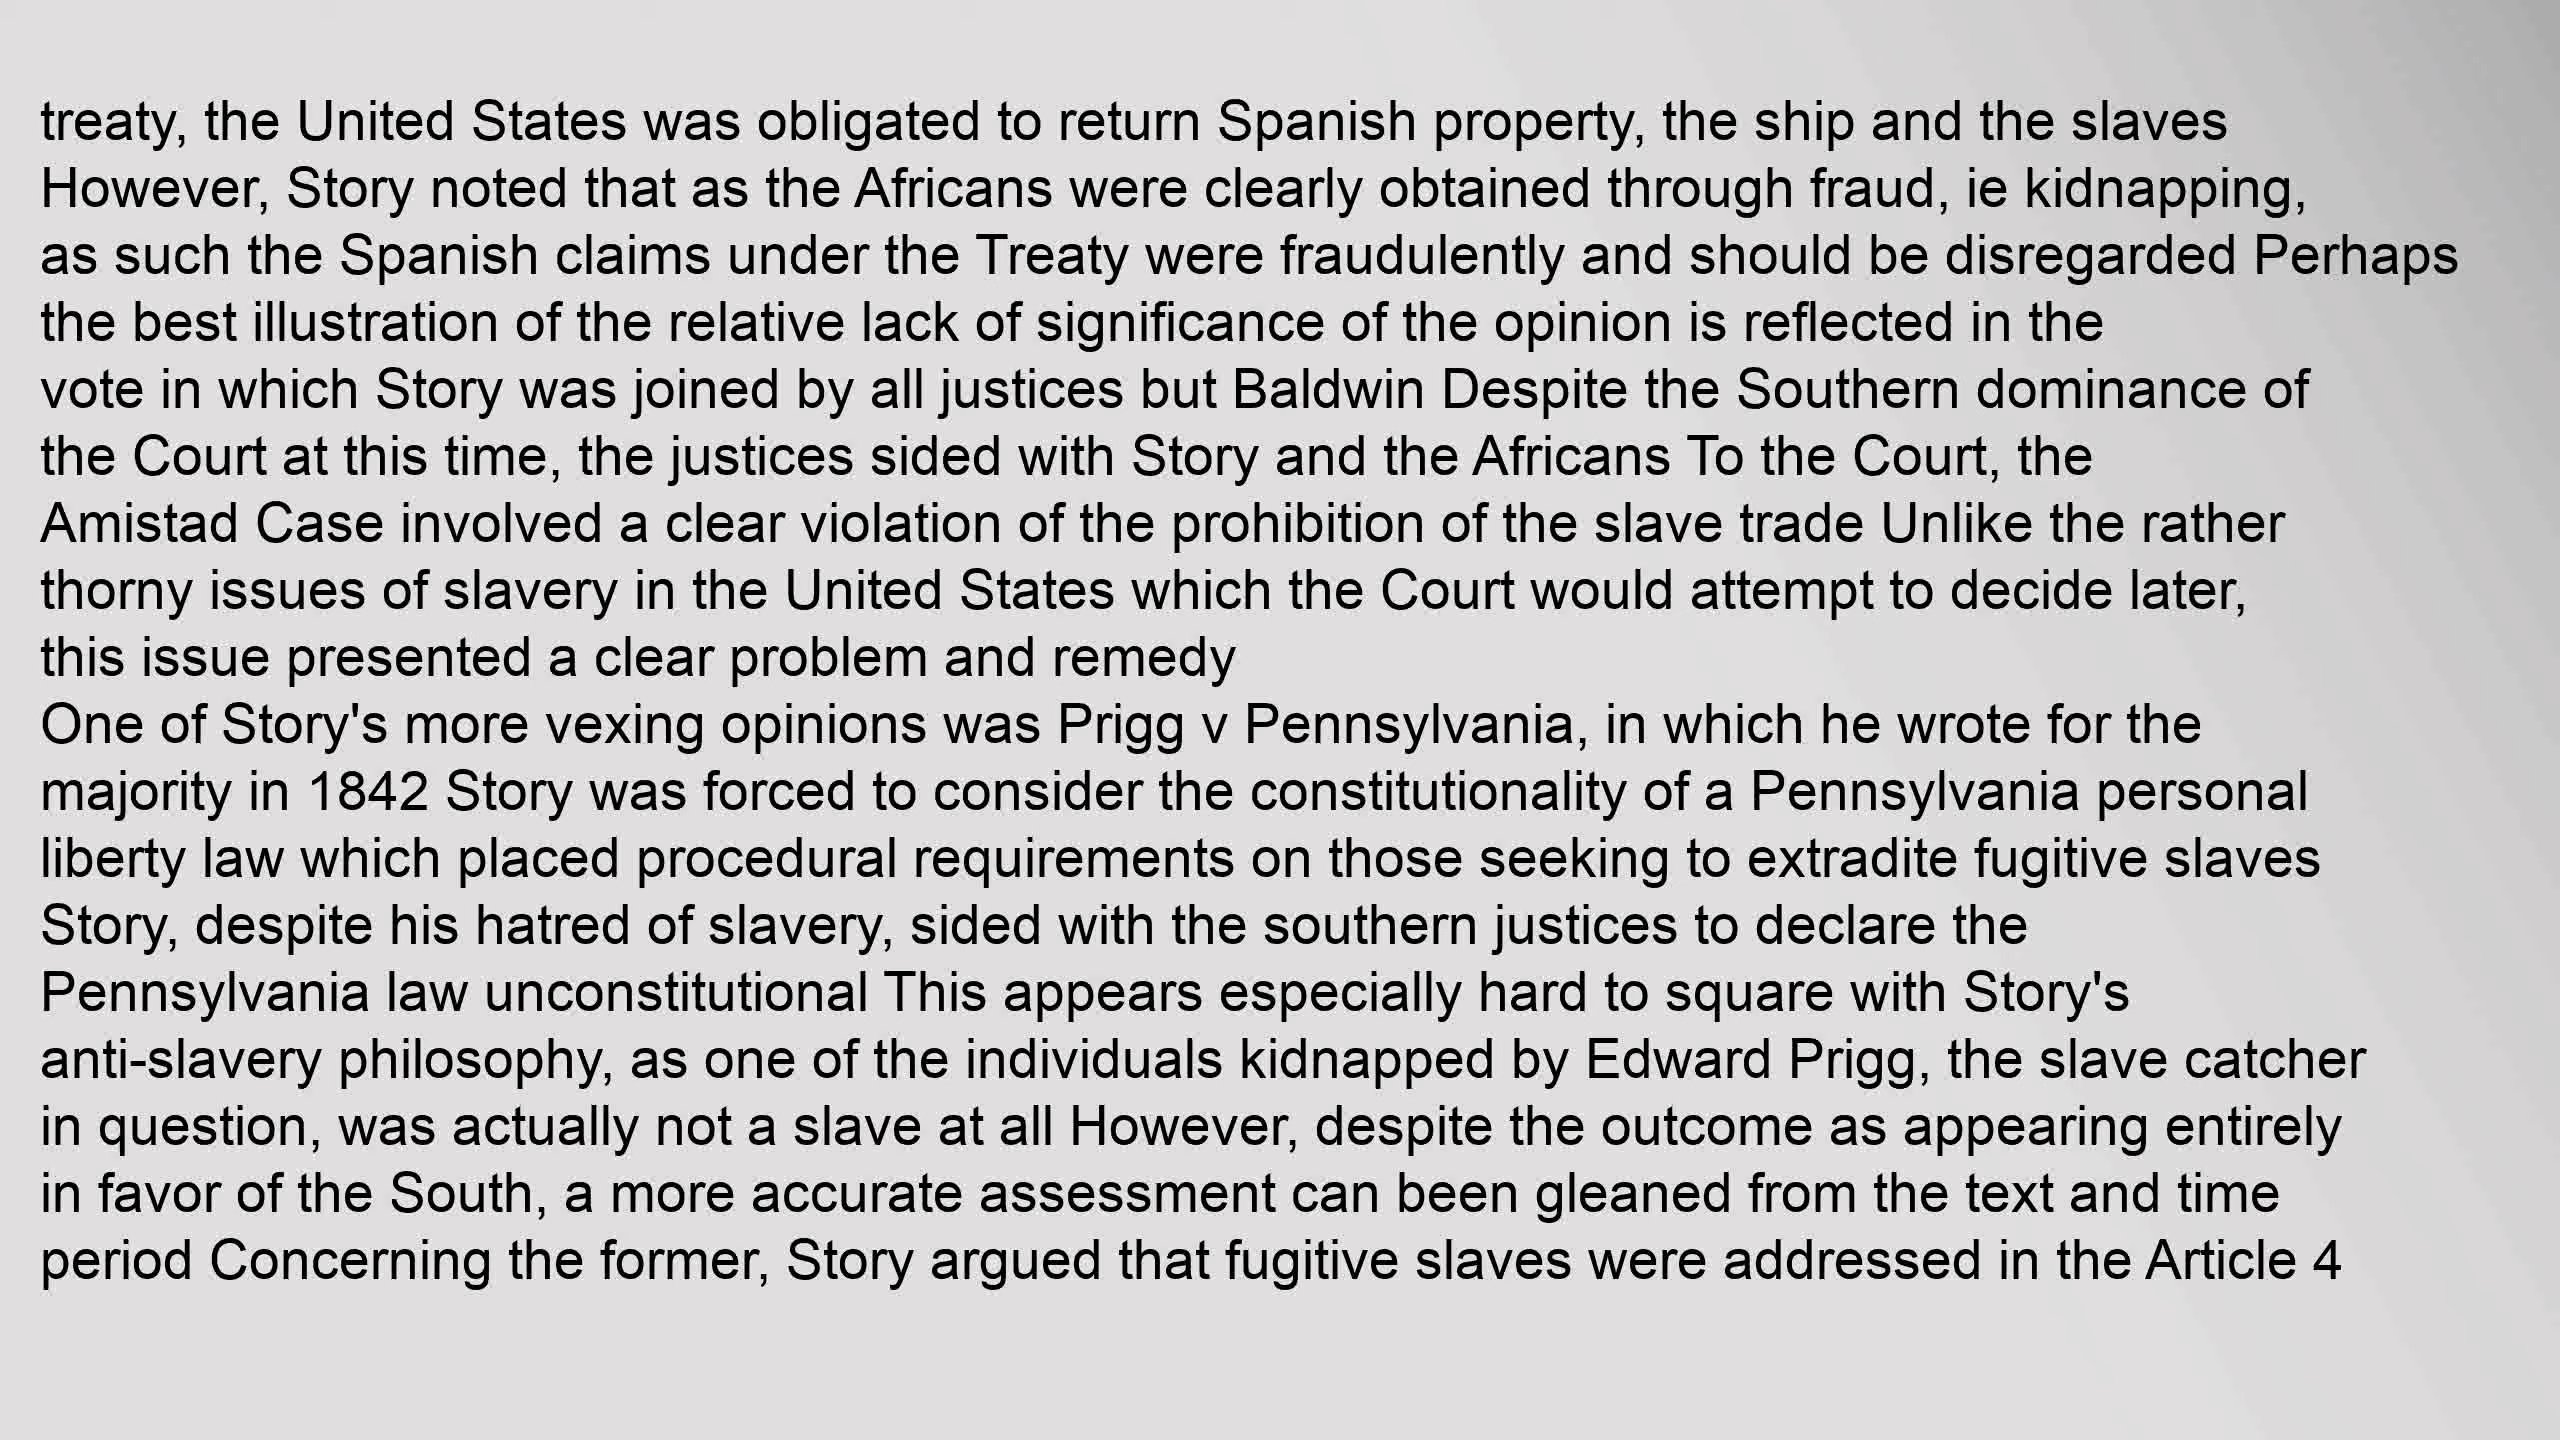 treaty, the United States was obligated to return Spanish property, the ship and the slaves
However, Story noted that as the Africans were clearly obtained through fraud, ie kidnapping,
as such the Spanish claims under the Treaty were fraudulently and should be disregarded Perhaps
the best illustration of the relative lack of significance of the opinion is reflected in the
vote in which Story was joined by all justices but Baldwin Despite the Southern dominance of
the Court at this time, the justices sided with Story and the Africans To the Court, the
Amistad Case involved a clear violation of the prohibition of the slave trade Unlike the rather
thorny issues of slavery in the United States which the Court would attempt to decide later,
this issue presented a clear problem and remedy
One of Story's more vexing opinions was Prigg v Pennsylvania, in which he wrote for the
majority in 1842 Story was forced to consider the constitutionality of a Pennsylvania personal
liberty law which placed procedural requirements on those seeking to extradite fugitive slaves
Story, despite his hatred of slavery, sided with the southern justices to declare the
Pennsylvania law unconstitutional This appears especially hard to square with Story's
anti-slavery philosophy, as one of the individuals kidnapped by Edward Prigg, the slave catcher
in question, was actually not a slave at all However, despite the outcome as appearing entirely
in favor of the South, a more accurate assessment can been gleaned from the text and time
period Concerning the former, Story argued that fugitive slaves were addressed in the Article 4